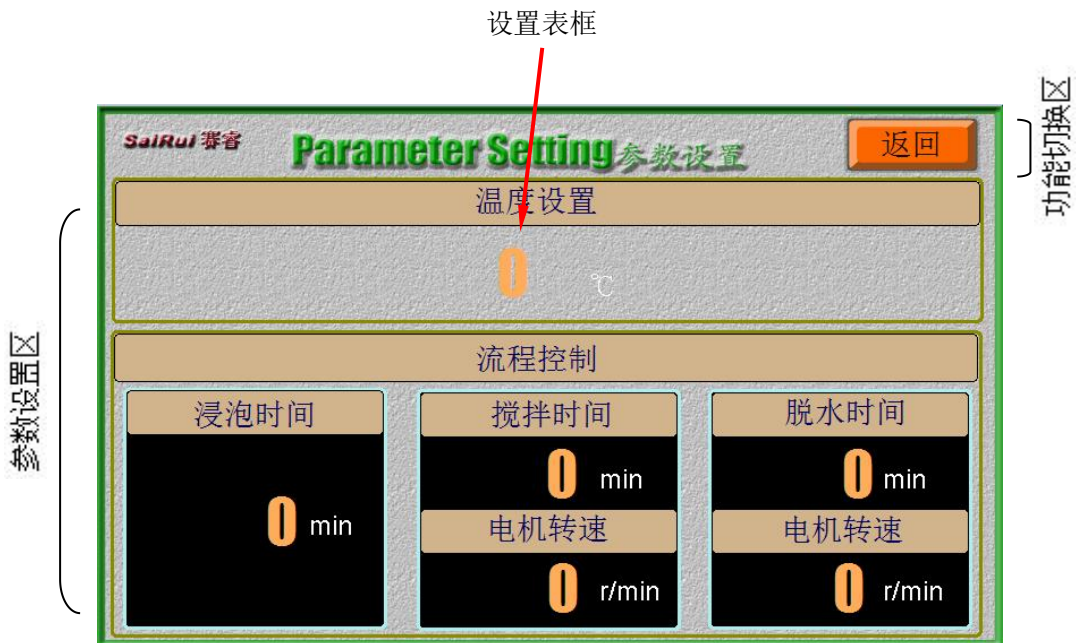 设置表框
功能切换区
SaiRui 赛睿
Parameter Setting参数设置
返回
温度设置
0 ℃
参数设置区
流程控制
浸泡时间
搅拌时间
脱水时间
0 min
0 min
0 min
电机转速
电机转速
0 r/min
0 r/min